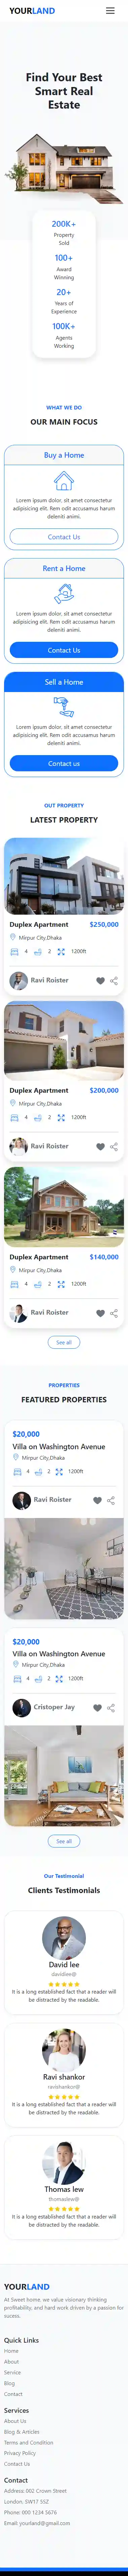 YOURLAND
Find Your Best
Smart Real
Estate
200K+
Property
Sold
100+
Award
Winning
20+
Years of
Experience
100K+
Agents
Working
WHAT WE DO
OUR MAIN FOCUS
Buy a Home
Lorem ipsum dolor, sit amet consectetur
adipisicing elit. Rem odit accusamus harum
deleniti animi.
Contact Us
Rent a Home
Lorem ipsum dolor, sit amet consectetur
adipisicing elit. Rem odit accusamus harum
deleniti animi.
Contact Us
Sell a Home
Lorem ipsum dolor, sit amet consectetur
adipisicing elit. Rem odit accusamus harum
deleniti animi.
Contact us
OUT PROPERTY
LATEST PROPERTY
Duplex Apartment $250,000
Mirpur City,Dhaka
4 2 1200ft
Ravi Roister
Duplex Apartment $200,000
Mirpur City,Dhaka
4 2 1200ft
Ravi Roister
Duplex Apartment $140,000
Mirpur City,Dhaka
4 2 1200ft
Ravi Roister
See all
PROPERTIES
FEATURED PROPERTIES
$20,000
Villa on Washington Avenue
Mirpur City,Dhaka
4 2 1200ft
Ravi Roister
$20,000
Villa on Washington Avenue
Mirpur City,Dhaka
4 2 1200ft
Cristoper Jay
See all
Our Testimonial
Clients Testimonials
David lee
davidlee@
It is a long established fact that a reader will
be distracted by the readable.
Ravi shankor
ravishankor@
It is a long established fact that a reader will
be distracted by the readable.
Thomas lew
thomaslew@
It is a long established fact that a reader will
be distracted by the readable.
YOURLAND
At Sweet home, we value visionary thinking
profitability, and hard work driven by a passion for
sucess.
Quick Links
Home
About
Service
Blog
Contact
Services
About Us
Blog & Articles
Terms and Condition
Privacy Policy
Contact Us
Contact
Address: 002 Crown Street
London, SW17 5SZ
Phone: 000 1234 5676
Email: yourland@gmail.com